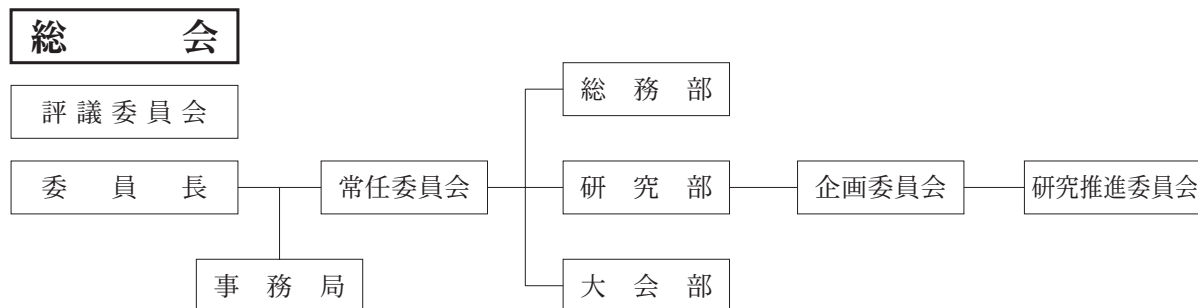 総会
評議委員会
総務部
委員長
常任委員会
研究部
企画委員会
研究推進委員会
事務局
大会部